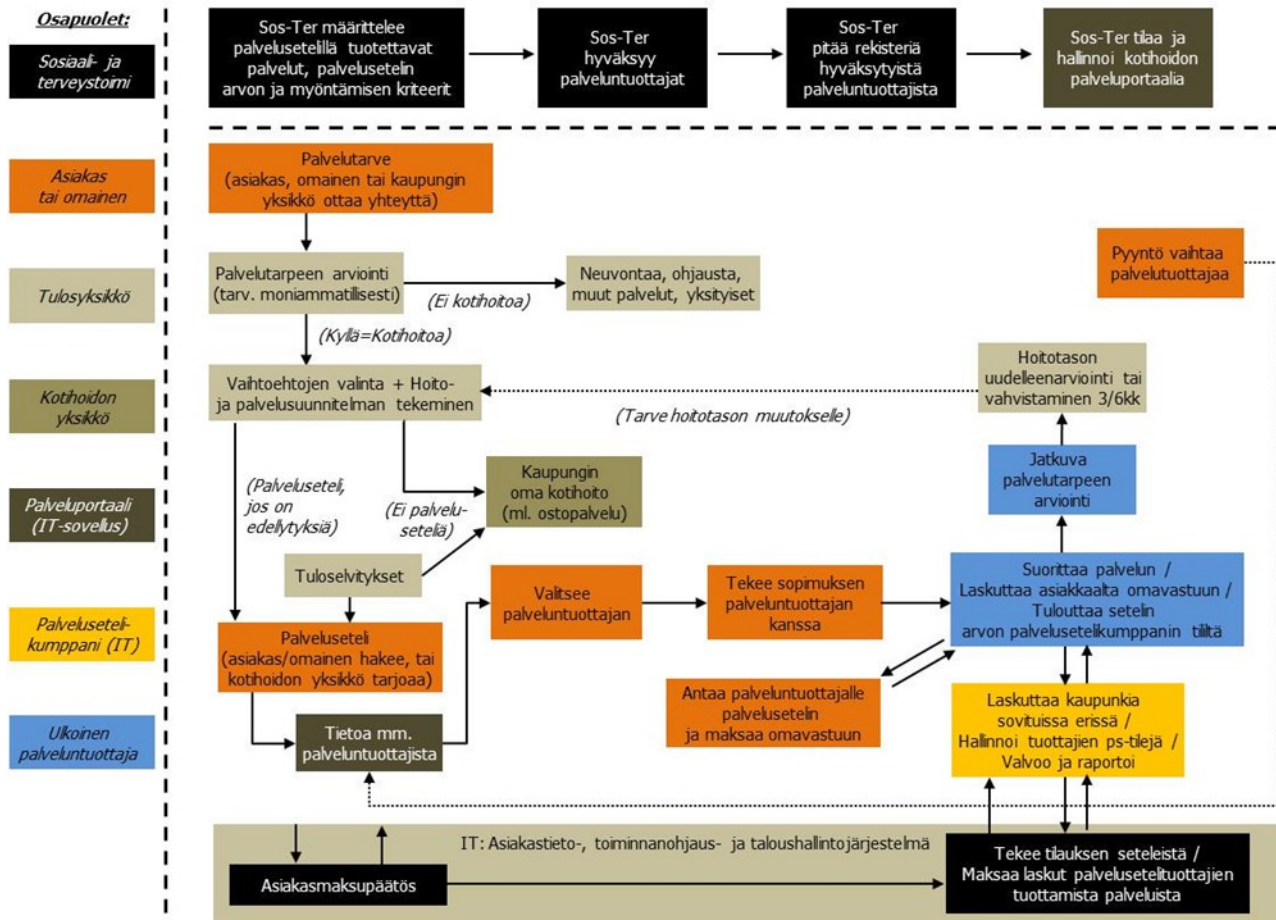 Osapuolet:
Sosiaali- ja
terveystoimi
Asiakas
tai omainen
Tulosyksikkö
Kotihoidon
yksikkö
Palveluportaali
(IT-sovellus)
Palveluseteli-
kumppani (IT)
Ulkoinen
palveluntuottaja
Sos-Ter määrittelee
palvelusetelillä tuotettavat
palvelut, palvelusetelin
arvon ja myöntämisen kriteerit
Sos-Ter
hyväksyy
palveluntuottajat
Sos-Ter
pitää rekisteriä
hyväksytyistä
palveluntuottajista
Sos-Ter tilaa ja
hallinnoi kotihoidon
palveluportaalia
Palvelutarve
(asiakas, omainen tai kaupungin
yksikkö ottaa yhteyttä)
Palvelutarpeen arviointi
(tarv. moniammatillisesti)
(Ei kotihoitoa)
Neuvontaa, ohjausta,
muut palvelut, yksityiset
Pyyntö vaihtaa
palvelutuottajaa
(Kyllä=Kotihoitoa)
Vaihtoehtojen valinta + Hoito-
ja palvelusuunnitelman tekeminen
(Tarve hoitotason muutokselle)
Hoitotason
uudelleenarviointi tai
vahvistaminen 3/6kk
(Palveluseteli,
jos on
edellytyksiä)
(Ei palvelu-
seteliä)
Kaupungin
oma kotihoito
(ml. ostopalvelu)
Jatkuva
palvelutarpeen
arviointi
Tuloselvitykset
Valitsee
palveluntuottajan
Tekee sopimuksen
palveluntuottajan
kanssa
Suorittaa palvelun /
Laskuttaa asiakkaalta omavastuun /
Tulouttaa setelin
arvon palvelusetelikumppanin tililtä
Palveluseteli
(asiakas/omainen hakee, tai
kotihoidon yksikkö tarjoaa)
Antaa palveluntuottajalle
palvelusetelin
ja maksaa omavastuun
Laskuttaa kaupunkia
sovituissa erissä /
Hallinnoi tuottajien ps-tilejä /
Valvoo ja raportoi
Tietoa mm.
palveluntuottajista
IT: Asiakastieto-, toiminnanohjaus- ja taloushallintojärjestelmä
Asiakasmaksupäätös
Tekee tilauksen seteleistä /
Maksaa laskut palvelusetelituottajien
tuottamista palveluista